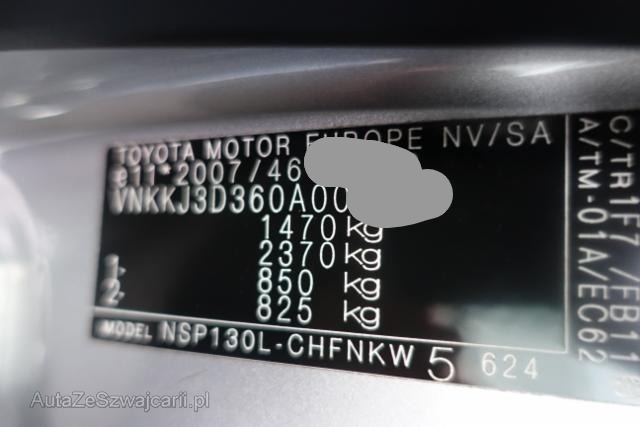 TOYOTA MOTOR EUROPE NV/SA
e11*2007/46
VNKKJ3D360A00
1470 kg
2370 kg
1- 850 kg
2- 825 kg
MODEL NSP130L-CHFNKW 5 624
C/TR1F7/FB11
A/TM-01A/EC62
AutaZeSzwajcarii.pl